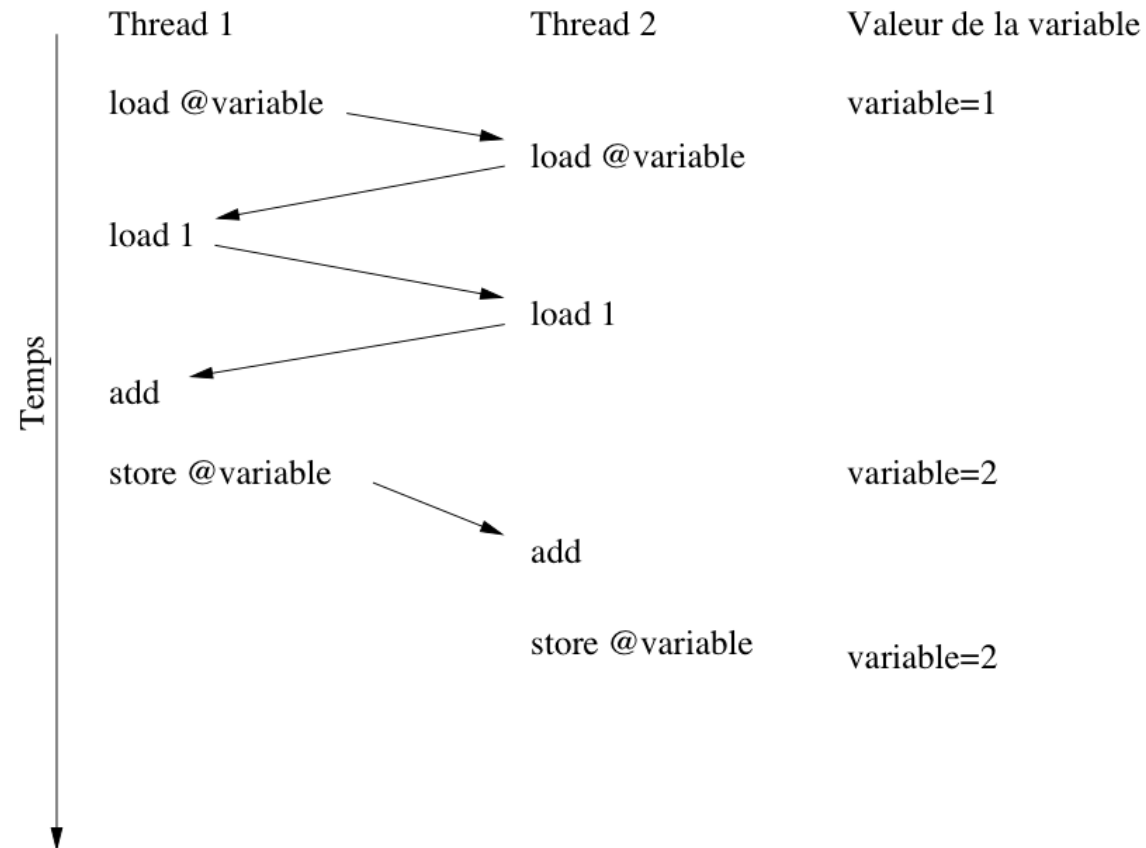 Thread 1 Thread 2 Valeur de la variable
load @variable variable=1
load @variable
load 1
load 1
Temps
add
store @variable variable=2
add
store @variable variable=2